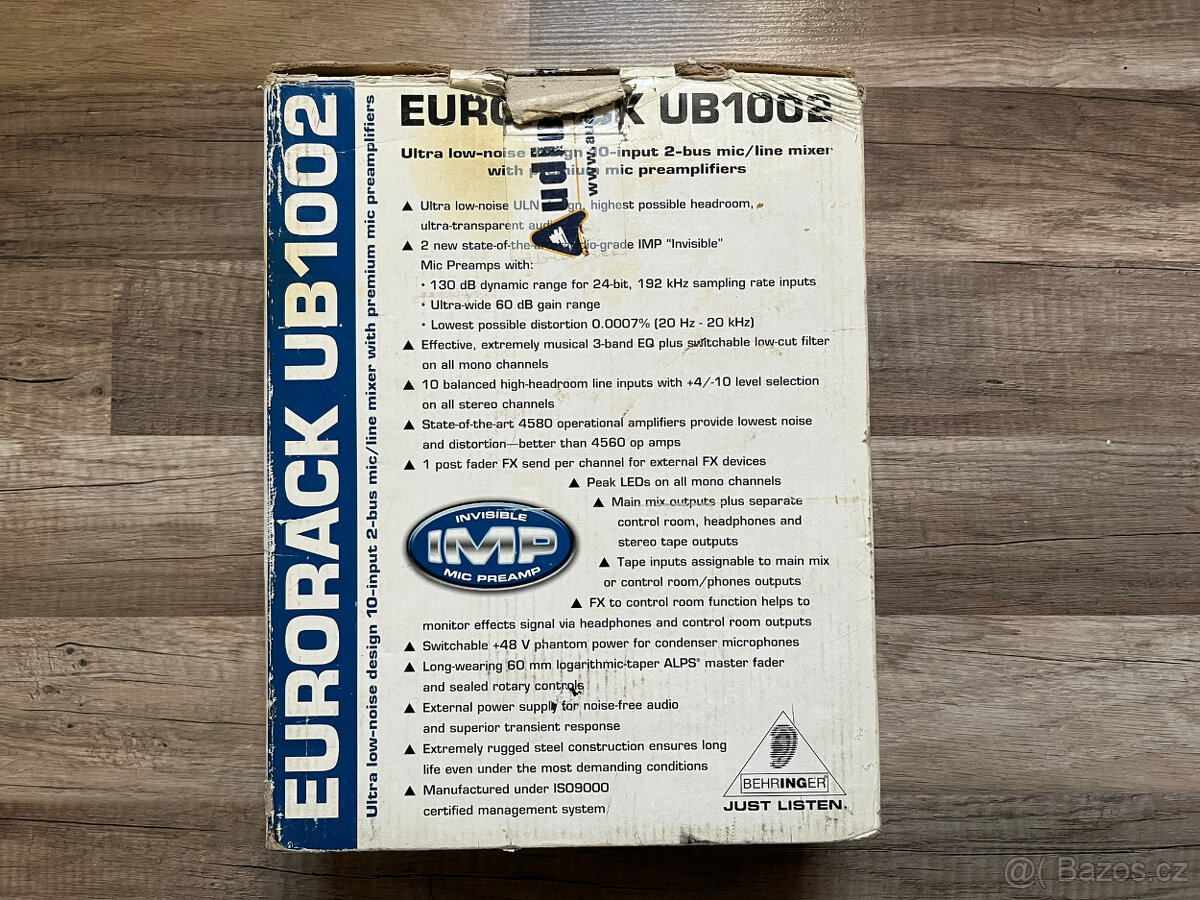 EURORACK UB1002
Ultra low-noise design 10-input 2-bus mic/line mixer with premium mic preamplifiers
EURO K UB1002
Ultra low-noise design 10-input 2-bus mic/line mixer
with premium mic preamplifiers
▲ Ultra low-noise ULN design, highest possible headroom,
ultra-transparent audio
▲ 2 new state-of-the-art studio-grade IMP "Invisible"
Mic Preamps with:
• 130 dB dynamic range for 24-bit, 192 kHz sampling rate inputs
• Ultra-wide 60 dB gain range
• Lowest possible distortion 0.0007% (20 Hz - 20 kHz)
▲ Effective, extremely musical 3-band EQ plus switchable low-cut filter
on all mono channels
▲ 10 balanced high-headroom line inputs with +4/-10 level selection
on all stereo channels
▲ State-of-the-art 4580 operational amplifiers provide lowest noise
and distortion—better than 4560 op amps
▲ 1 post fader FX send per channel for external FX devices
▲ Peak LEDs on all mono channels
▲ Main mix outputs plus separate
control room, headphones and
stereo tape outputs
▲ Tape inputs assignable to main mix
or control room/phones outputs
▲ FX to control room function helps to
monitor effects signal via headphones and control room outputs
▲ Switchable +48 V phantom power for condenser microphones
▲ Long-wearing 60 mm logarithmic-taper ALPS® master fader
and sealed rotary controls
▲ External power supply for noise-free audio
and superior transient response
▲ Extremely rugged steel construction ensures long
life even under the most demanding conditions
▲ Manufactured under ISO9000
certified management system
INVISIBLE
IMP
MIC PREAMP
BEHRINGER
JUST LISTEN.
www.
@( Bazos.cz